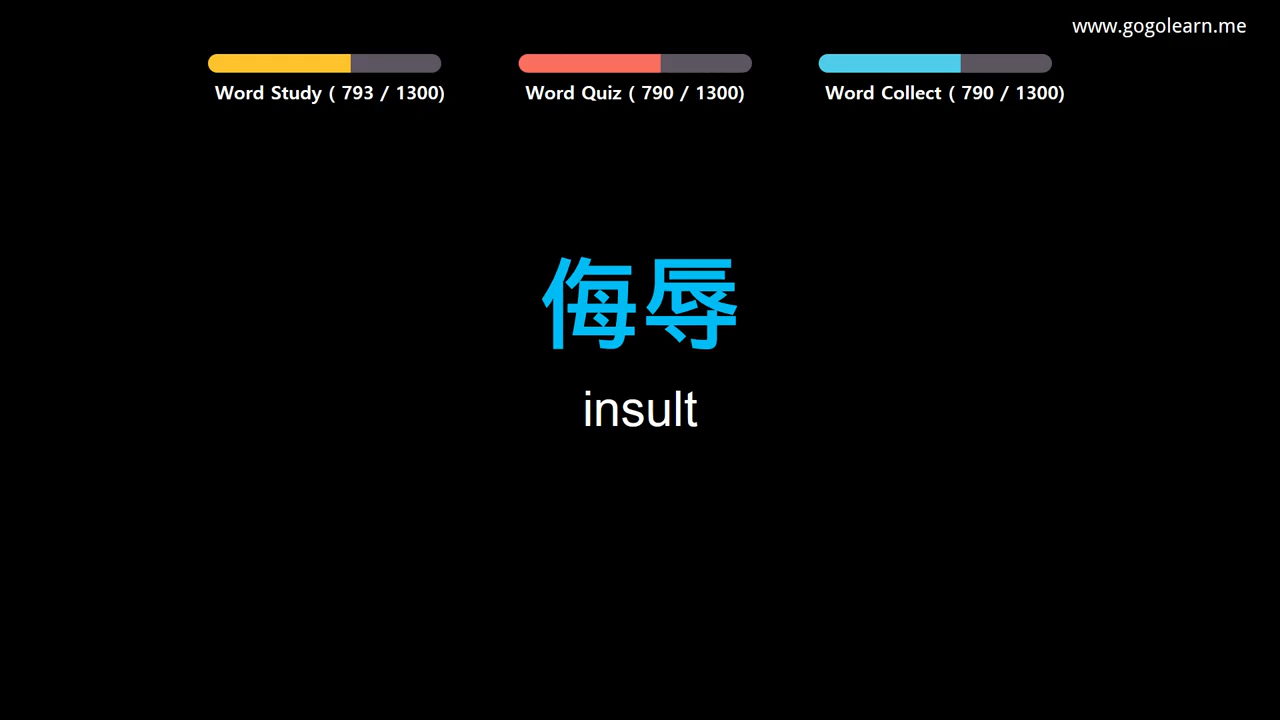 www.gogolearn.me
Word Study ( 793 / 1300)
Word Quiz ( 790 / 1300)
Word Collect ( 790 / 1300)
侮辱
insult